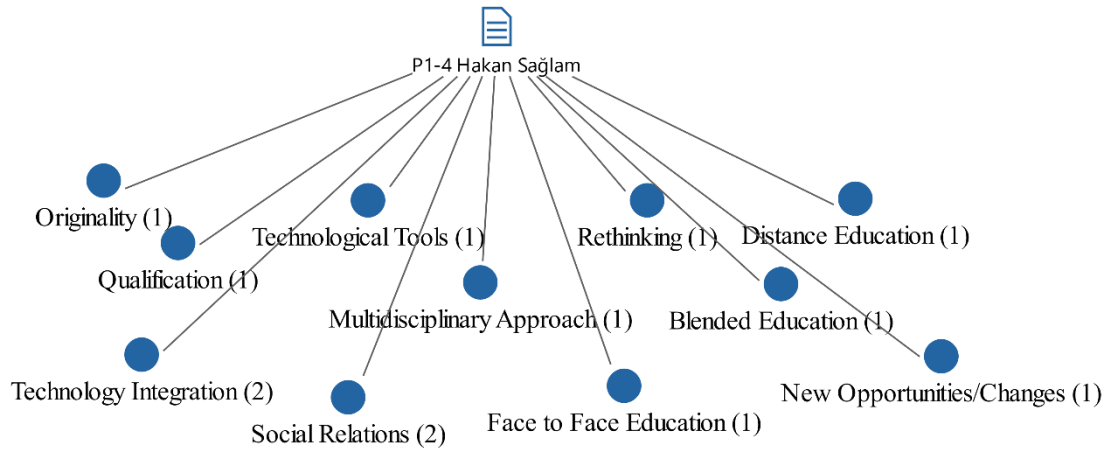 P1-4 Hakan Sağlam
Originality (1)
Technological Tools (1)
Rethinking (1)
Distance Education (1)
Qualification (1)
Multidisciplinary Approach (1)
Blended Education (1)
Technology Integration (2)
Social Relations (2)
Face to Face Education (1)
New Opportunities/Changes (1)